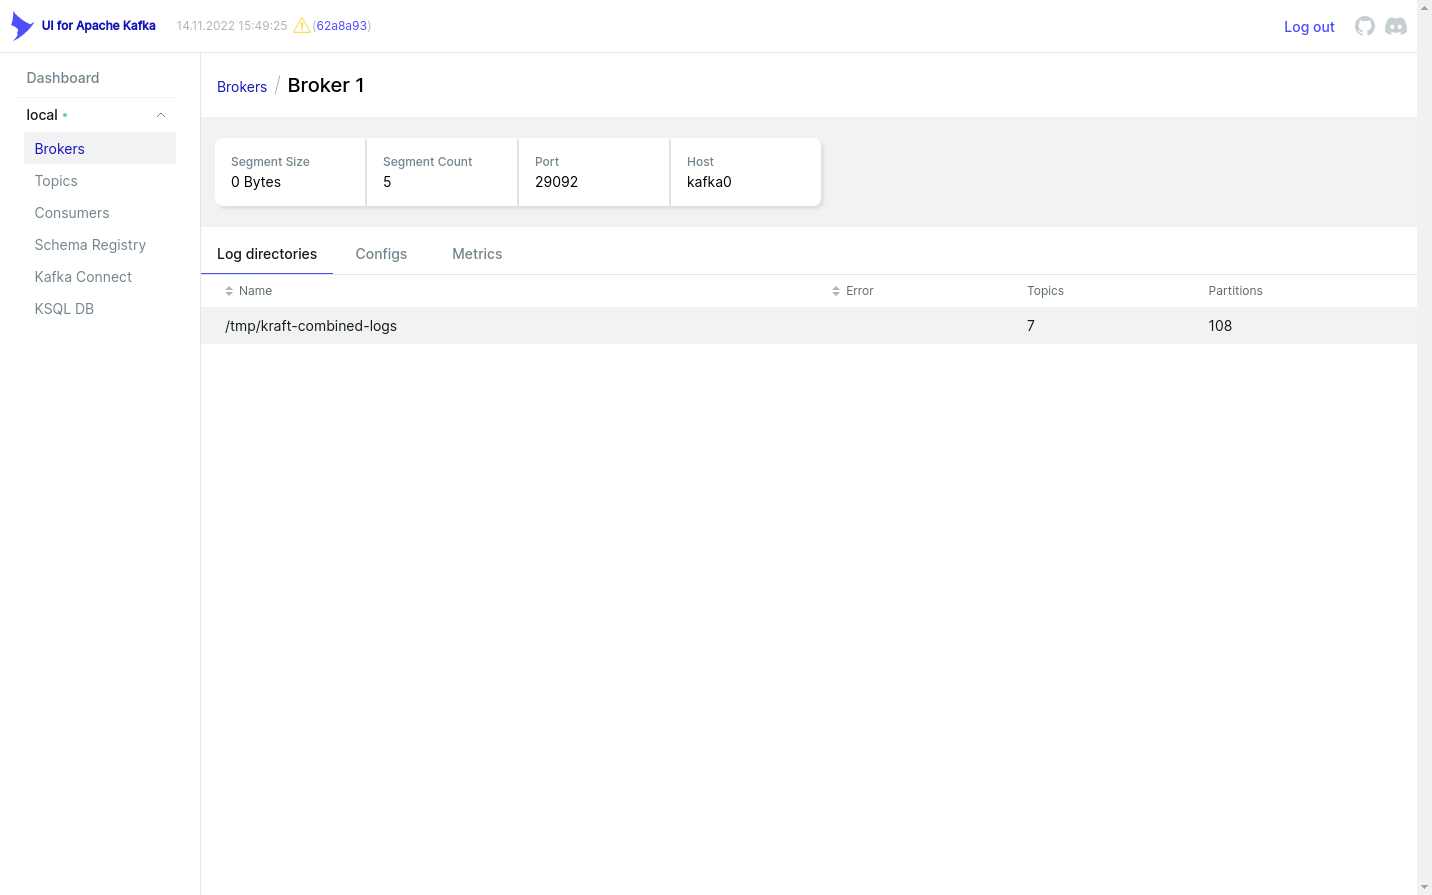 UI for Apache Kafka 14.11.2022 15:49:25 (62a8a93) Log out
Dashboard
local
Brokers
Topics
Consumers
Schema Registry
Kafka Connect
KSQL DB
Brokers / Broker 1
Segment Size Segment Count Port Host
0 Bytes 5 29092 kafka0
Log directories Configs Metrics
Name Error Topics Partitions
/tmp/kraft-combined-logs 7 108